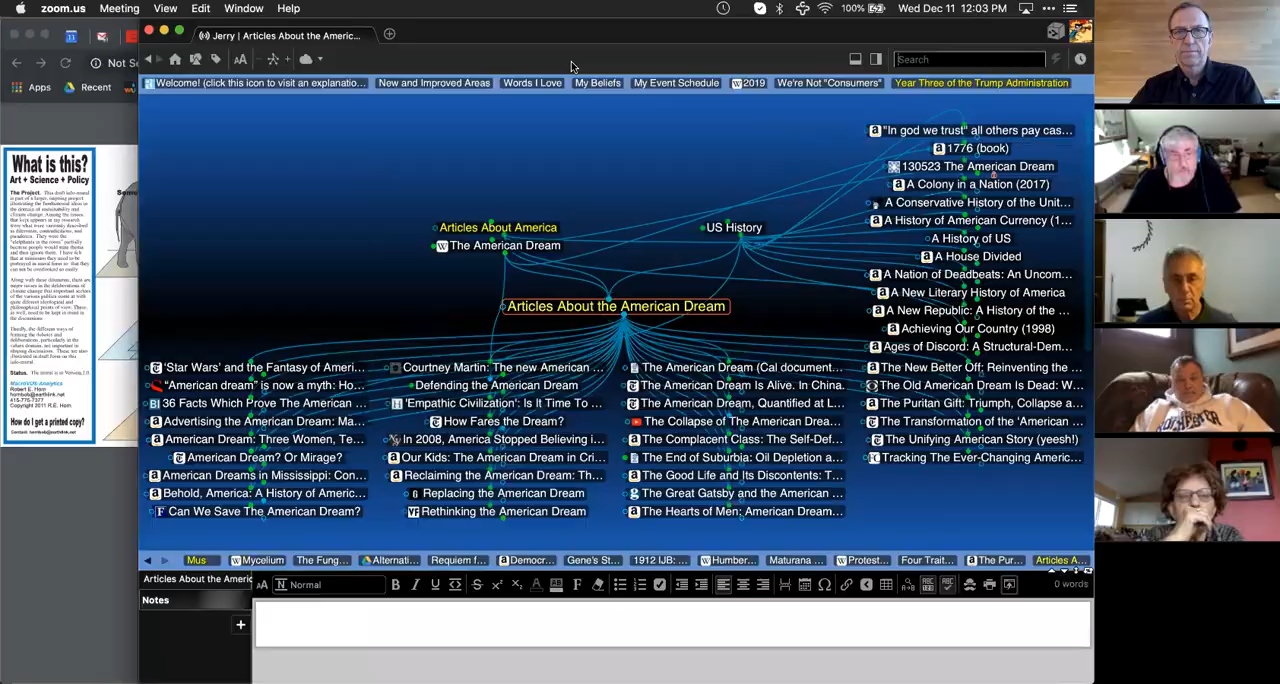 zoom.us Meeting View Edit Window Help 100% Wed Dec 11 12:03 PM
Jerry | Articles About the Americ...
Not S
Apps Recent
Search
Welcome! (click this icon to visit an explanatio... New and Improved Areas Words I Love My Beliefs My Event Schedule 2019 We're Not "Consumers" Year Three of the Trump Administration
What is this?
Art + Science + Policy
How do I get a printed copy?
Articles About America
The American Dream
US History
Articles About the American Dream
"In god we trust" all others pay cas...
1776 (book)
130523 The American Dream
A Colony in a Nation (2017)
A Conservative History of the Unit...
A History of American Currency (1...
A History of US
A House Divided
A Nation of Deadbeats: An Uncom...
A New Literary History of America
A New Republic: A History of the ...
Achieving Our Country (1998)
Ages of Discord: A Structural-Dem...
'Star Wars' and the Fantasy of Ameri...
"American dream" is now a myth: Ho...
36 Facts Which Prove The American ...
Advertising the American Dream: Ma...
American Dream: Three Women, Te...
American Dream? Or Mirage?
American Dreams in Mississippi: Con...
Behold, America: A History of Americ...
Can We Save The American Dream?
Courtney Martin: The new American ...
Defending the American Dream
'Empathic Civilization': Is It Time To ...
How Fares the Dream?
In 2008, America Stopped Believing i...
Our Kids: The American Dream in Cri...
Reclaiming the American Dream: Th...
Replacing the American Dream
Rethinking the American Dream
The American Dream (Cal document...
The American Dream Is Alive. In China.
The American Dream, Quantified at L...
The Collapse of The American Drea...
The Complacent Class: The Self-Def...
The End of Suburbia: Oil Depletion a...
The Good Life and Its Discontents: T...
The Great Gatsby and the American ...
The Hearts of Men: American Dream...
The New Better Off: Reinventing the ...
The Old American Dream Is Dead: W...
The Puritan Gift: Triumph, Collapse a...
The Transformation of the 'American ...
The Unifying American Story (yeesh!)
Tracking The Ever-Changing Americ...
Mus Mycelium The Fung... Alternati... Requiem f... Democr... Gene's St... 1912 IJB: ... Humber... Maturana ... Protest... Four Trait... The Pur... Articles A...
Articles About the Americ
Normal
0 words
Notes